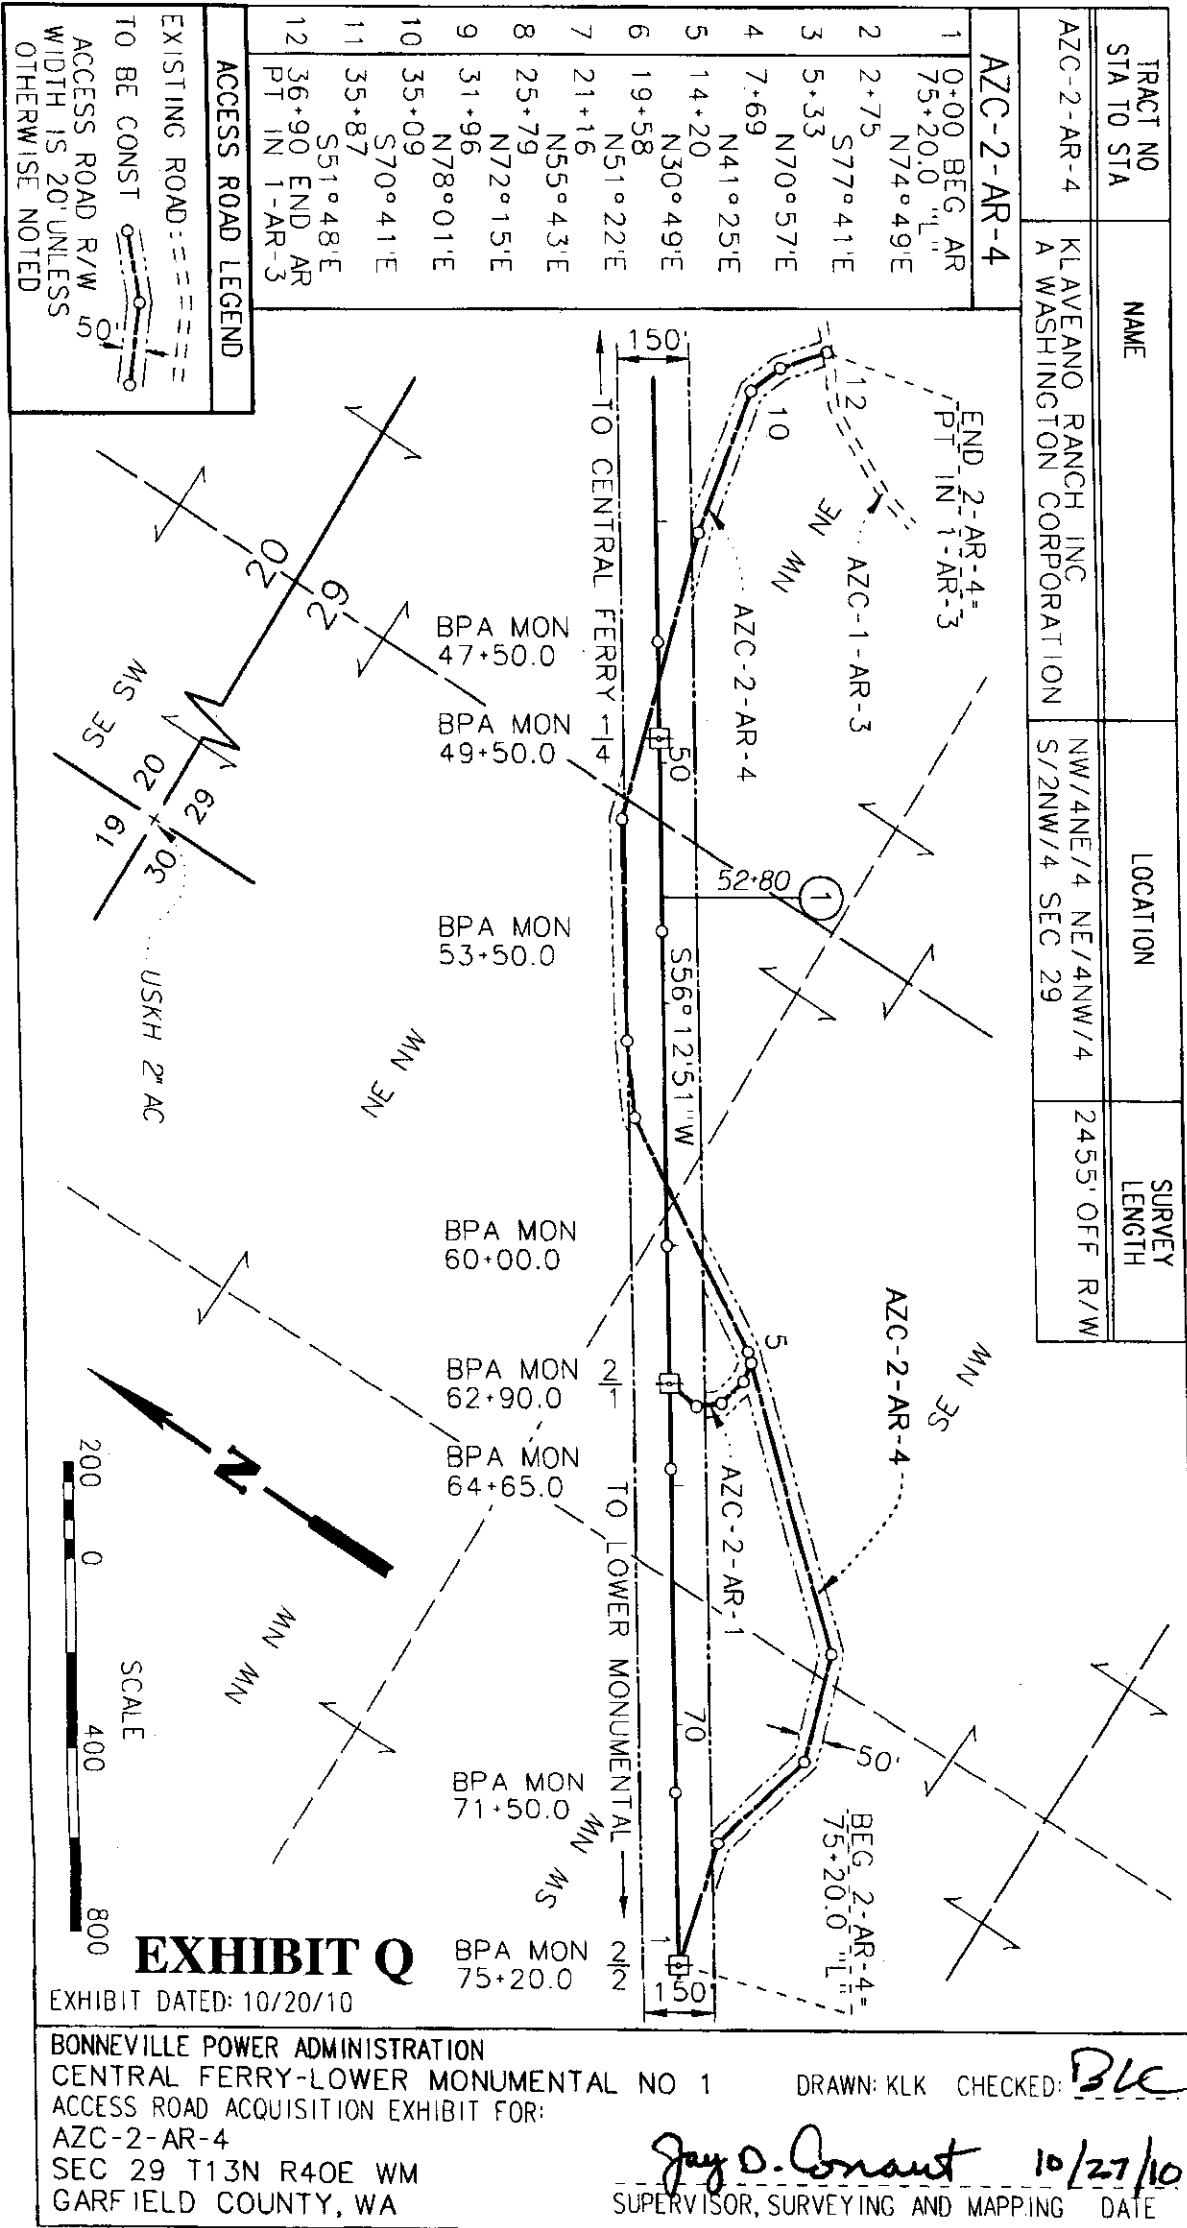 TRACT NO
STA TO STA
NAME
LOCATION
SURVEY
LENGTH
AZC-2-AR-4
KLAVEANO RANCH INC
A WASHINGTON CORPORATION
NW/4NE/4 NE/4NW/4
S/2NW/4 SEC 29
2455' OFF R/W
AZC-2-AR-4
1 0+00 BEG AR
75+20.0 "L"
N74°49'E
2 2+75
S77°41'E
3 5+33
N70°57'E
4 7+69
N41°25'E
5 14+20
N30°49'E
6 19+58
N51°22'E
7 21+16
N55°43'E
8 25+79
N72°15'E
9 31+96
N78°01'E
10 35+09
S70°41'E
11 35+87
S51°48'E
12 36+90 END AR
PT IN 1-AR-3
ACCESS ROAD LEGEND
EXISTING ROAD:
TO BE CONST
50'
ACCESS ROAD R/W
WIDTH IS 20' UNLESS
OTHERWISE NOTED
END 2-AR-4=
PT IN 1-AR-3
12
10
AZC-1-AR-3
NW NE
AZC-2-AR-4
150'
TO CENTRAL FERRY
20
29
BPA MON
47+50.0
BPA MON
49+50.0
1/4
50
52+80
1
BPA MON
53+50.0
S56°12'51"W
SE SW
20
29
19
30
USKH 2" AC
NE NW
BPA MON
60+00.0
5
AZC-2-AR-4
SE NW
BPA MON
62+90.0
2/1
BPA MON
64+65.0
AZC-2-AR-1
TO LOWER MONUMENTAL
N
NW NW
70
50'
BPA MON
71+50.0
SW NW
BEG 2-AR-4=
75+20.0 "L"
1
BPA MON
75+20.0
2/2
150'
200 0 400 800
SCALE
EXHIBIT Q
EXHIBIT DATED: 10/20/10
BONNEVILLE POWER ADMINISTRATION
CENTRAL FERRY-LOWER MONUMENTAL NO 1
DRAWN: KLK CHECKED: BLC
ACCESS ROAD ACQUISITION EXHIBIT FOR:
AZC-2-AR-4
SEC 29 T13N R40E WM
GARFIELD COUNTY, WA
Jay D. Conaut 10/27/10
SUPERVISOR, SURVEYING AND MAPPING DATE